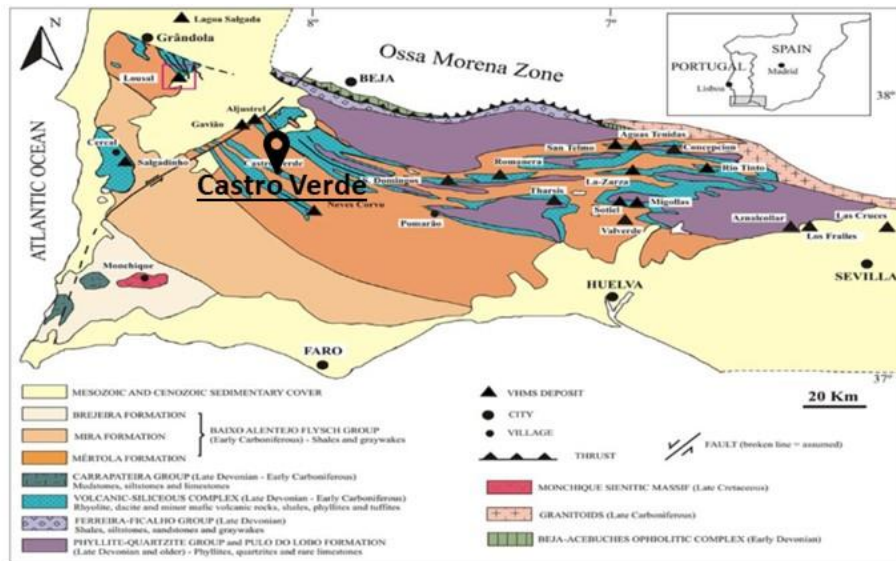 N
Lagoa Salgada
Grândola
8
7
Ossa Morena Zone
SPAIN
PORTUGAL
Madrid
Lisboa
38º
Lousal
BEJA
Aljustrel
Gavião
Aguas Tenidas
San Telmo
Concepcion
ATLANTIC OCEAN
Cercal
Salgadinho
Castro Verde
Romanera
Rio Tinto
La-Zarza
Castro Verde
S. Domingos
Tharsis
Neves Corvo
Pomarão
Sotiel
Migollas
Valverde
Aznalcollar
Las Cruces
Los Frailes
Monchique
HUELVA
SEVILLA
FARO
37º
20 Km
MESOZOIC AND CENOZOIC SEDIMENTARY COVER
BREJEIRA FORMATION
MIRA FORMATION
MÉRTOLA FORMATION
BAIXO ALENTEJO FLYSCH GROUP
(Early Carboniferous) - Shales and graywakes
CARRAPATEIRA GROUP (Late Devonian - Early Carboniferous)
Mudstones, siltstones and limestones
VOLCANIC-SILICEOUS COMPLEX (Late Devonian - Early Carboniferous)
Rhyolite, dacite and minor mafic volcanic rocks, shales, phyllites and tuffites
FERREIRA-FICALHO GROUP (Late Devonian)
Shales, siltstones, sandstones and graywakes
PHYLLITE-QUARTZITE GROUP and PULO DO LOBO FORMATION
(Late Devonian and older) - Phyllites, quartzites and rare limestones
VHMS DEPOSIT
CITY
VILLAGE
THRUST
FAULT (broken line = assumed)
MONCHIQUE SIENITIC MASSIF (Late Cretaceous)
GRANITOIDS (Late Carboniferous)
BEJA-ACEBUCHES OPHIOLITIC COMPLEX (Early Devonian)